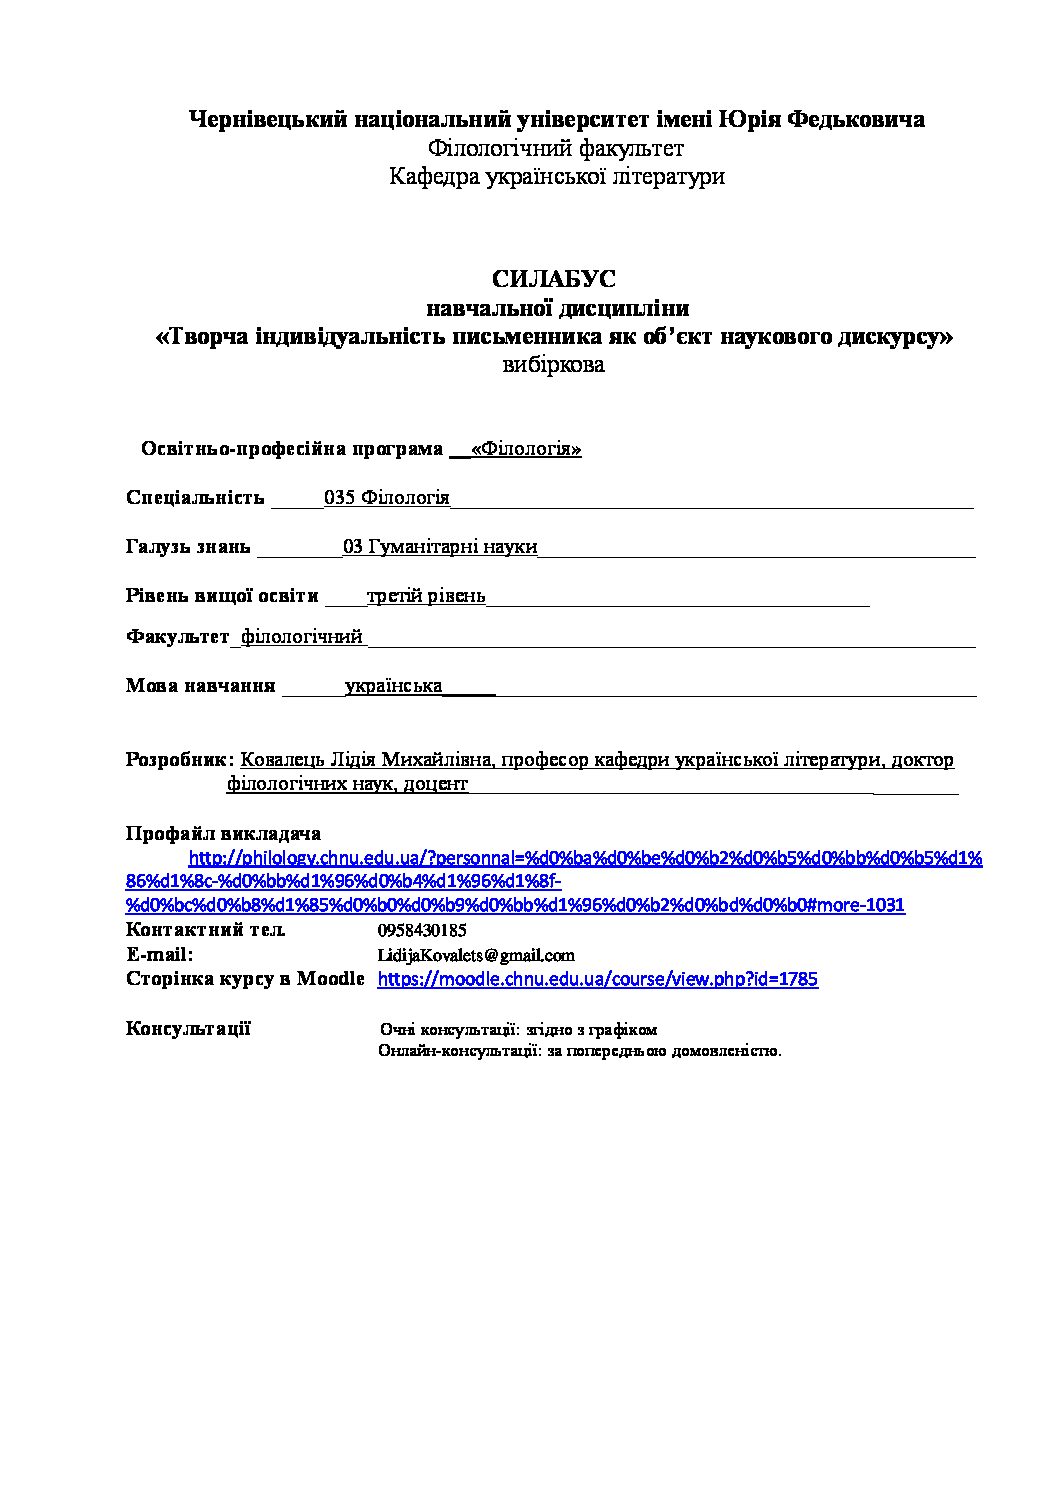 Чернівецький національний університет імені Юрія Федьковича
Філологічний факультет
Кафедра української літератури
СИЛАБУС
навчальної дисципліни
«Творча індивідуальність письменника як об’єкт наукового дискурсу»
вибіркова
Освітньо-професійна програма __«Філологія»
Спеціальність _____035 Філологія__________________________________________________
Галузь знань ________03 Гуманітарні науки__________________________________________
Рівень вищої освіти ____третій рівень_____________________________________
Факультет_філологічний __________________________________________________________
Мова навчання ______українська___________________________________________________
Розробник: Ковалець Лідія Михайлівна, професор кафедри української літератури, доктор
філологічних наук, доцент_______________________________________________
Профайл викладача
http://philology.chnu.edu.ua/?personnal=%d0%ba%d0%be%d0%b2%d0%b5%d0%bb%d0%b5%d1%
86%d1%8c-%d0%bb%d1%96%d0%b4%d1%96%d1%8f-
%d0%bc%d0%b8%d1%85%d0%b0%d0%b9%d0%bb%d1%96%d0%b2%d0%bd%d0%b0#more-1031
Контактний тел. 0958430185
E-mail: LidijaKovalets@gmail.com
Сторінка курсу в Moodle https://moodle.chnu.edu.ua/course/view.php?id=1785
Консультації Очні консультації: згідно з графіком
Онлайн-консультації: за попередньою домовленістю.